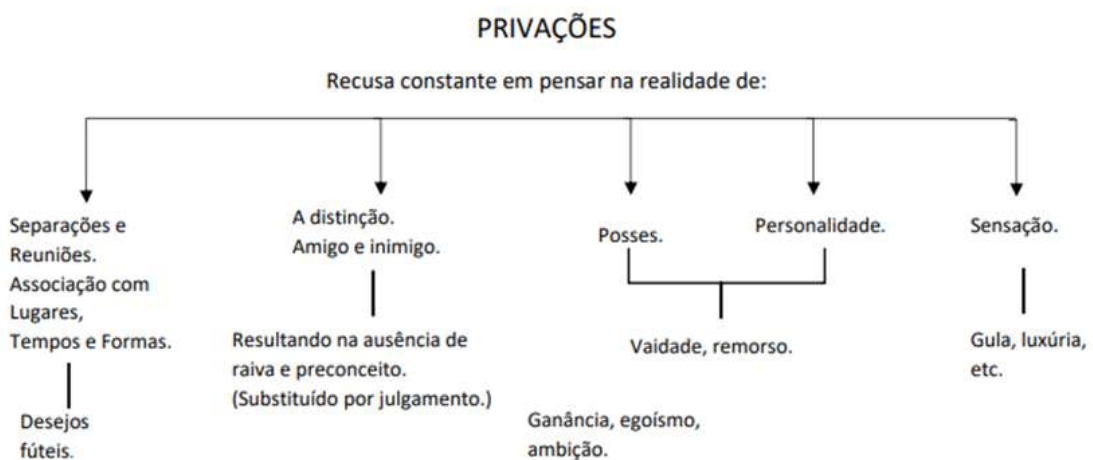 PRIVAÇÕES
Recusa constante em pensar na realidade de:
Separações e
Reuniões.
Associação com
Lugares,
Tempos e Formas.
Desejos
fúteis.
A distinção.
Amigo e inimigo.
Resultando na ausência de
raiva e preconceito.
(Substituído por julgamento.)
Posses.
Personalidade.
Vaidade, remorso.
Ganância, egoísmo,
ambição.
Sensação.
Gula, luxúria,
etc.